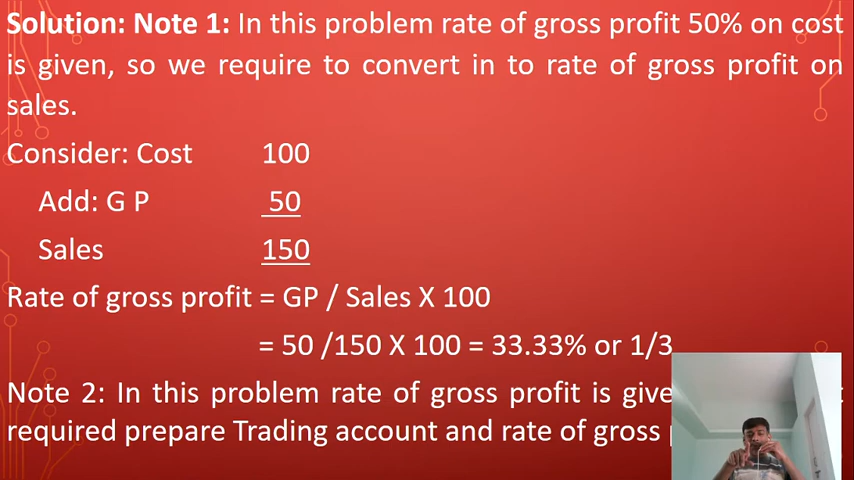 Solution: Note 1: In this problem rate of gross profit 50% on cost
is given, so we require to convert in to rate of gross profit on
sales.
Consider: Cost 100
Add: G P 50
Sales 150
Rate of gross profit = GP / Sales X 100
= 50 /150 X 100 = 33.33% or 1/3
Note 2: In this problem rate of gross profit is
required prepare Trading account and rate of gross